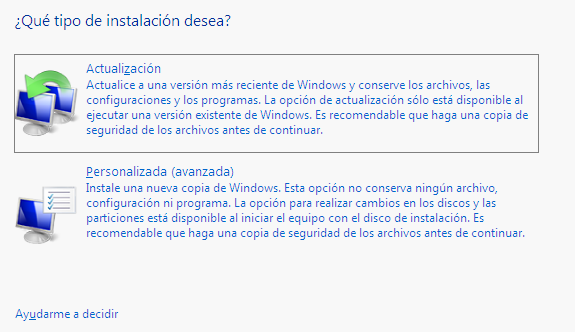 ¿Qué tipo de instalación desea?
Actualización
Actualice a una versión más reciente de Windows y conserve los archivos, las
configuraciones y los programas. La opción de actualización sólo está disponible al
ejecutar una versión existente de Windows. Es recomendable que haga una copia de
seguridad de los archivos antes de continuar.
Personalizada (avanzada)
Instale una nueva copia de Windows. Esta opción no conserva ningún archivo,
configuración ni programa. La opción para realizar cambios en los discos y las
particiones está disponible al iniciar el equipo con el disco de instalación. Es
recomendable que haga una copia de seguridad de los archivos antes de continuar.
Ayudarme a decidir